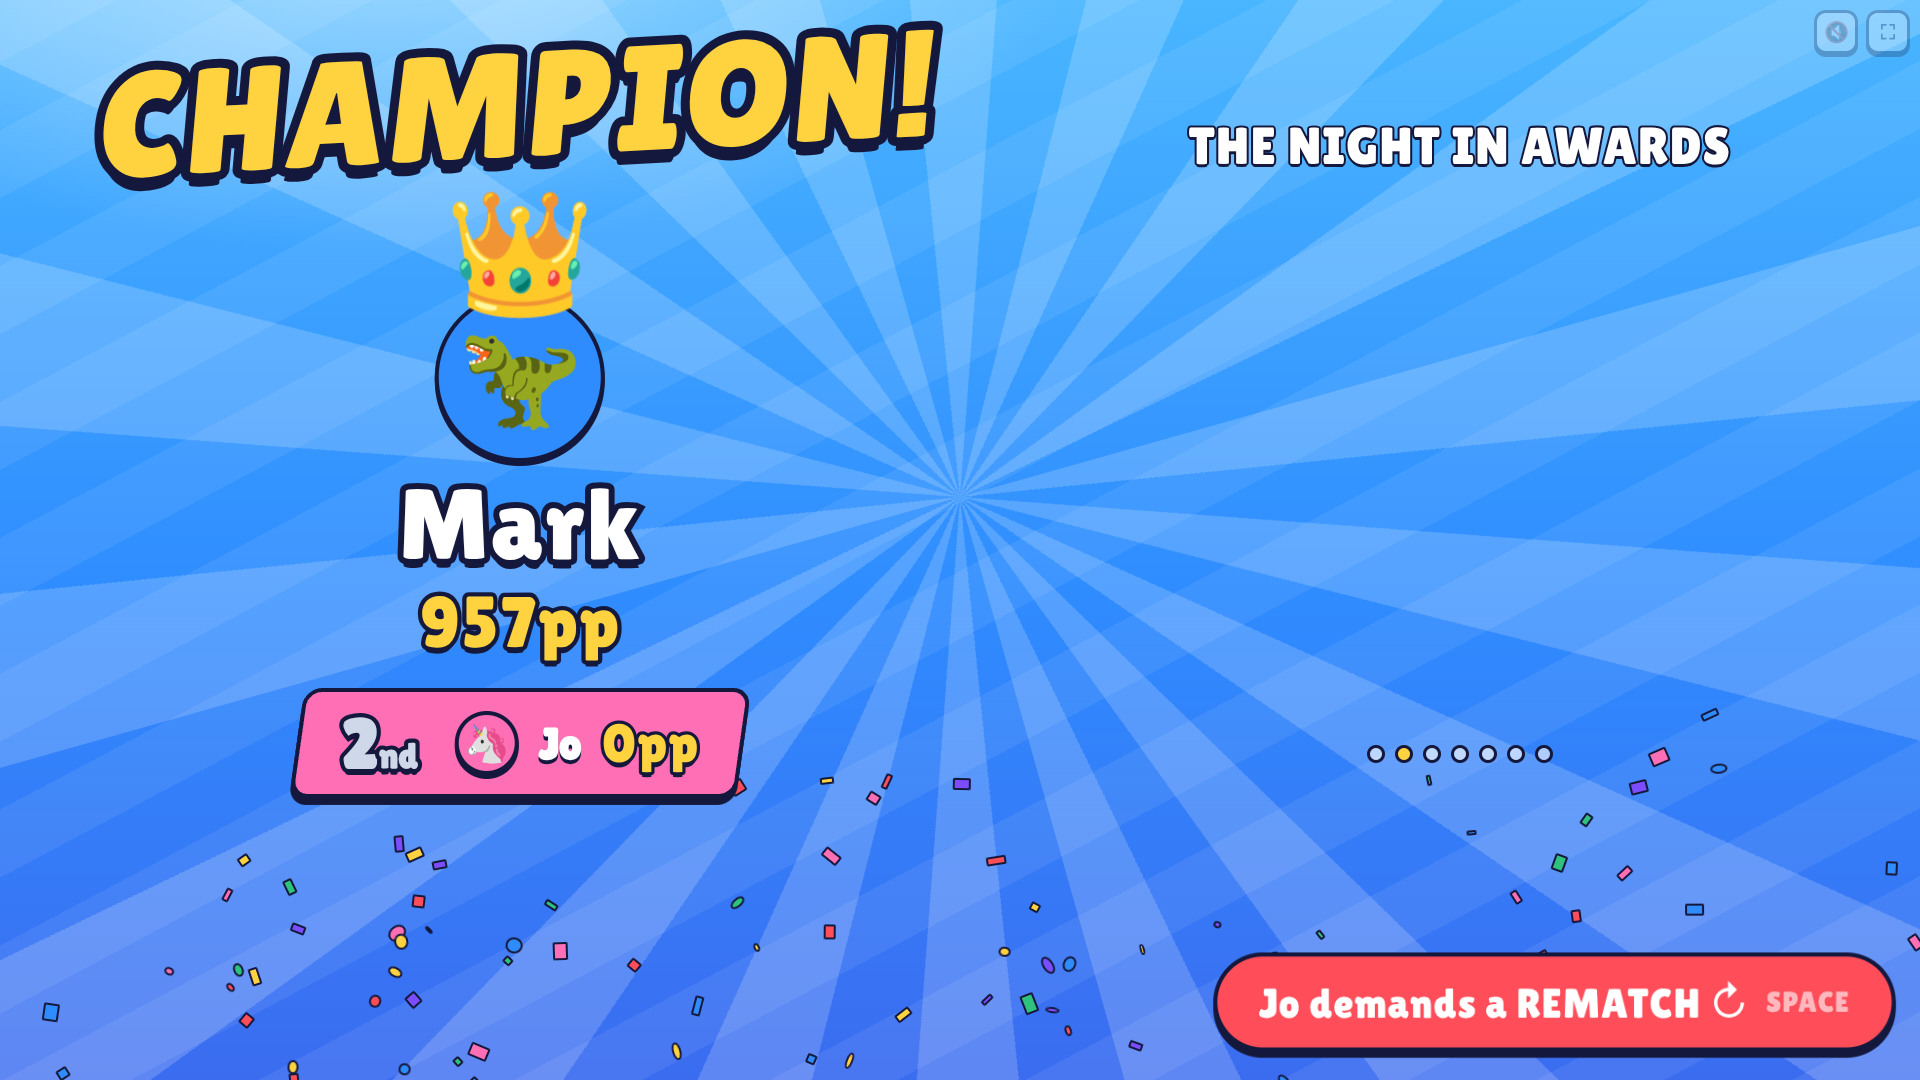 CHAMPION!
THE NIGHT IN AWARDS
Mark
957pp
2nd Jo 0pp
Jo demands a REMATCH SPACE